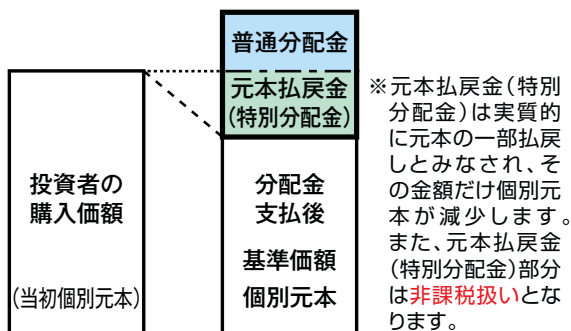 普通分配金
元本払戻金
(特別分配金)
投資者の
購入価額
(当初個別元本)
分配金
支払後
基準価額
個別元本
※元本払戻金(特別
分配金)は実質的
に元本の一部払戻
しとみなされ、そ
の金額だけ個別元
本が減少します。
また、元本払戻金
(特別分配金)部分
は非課税扱いとな
ります。